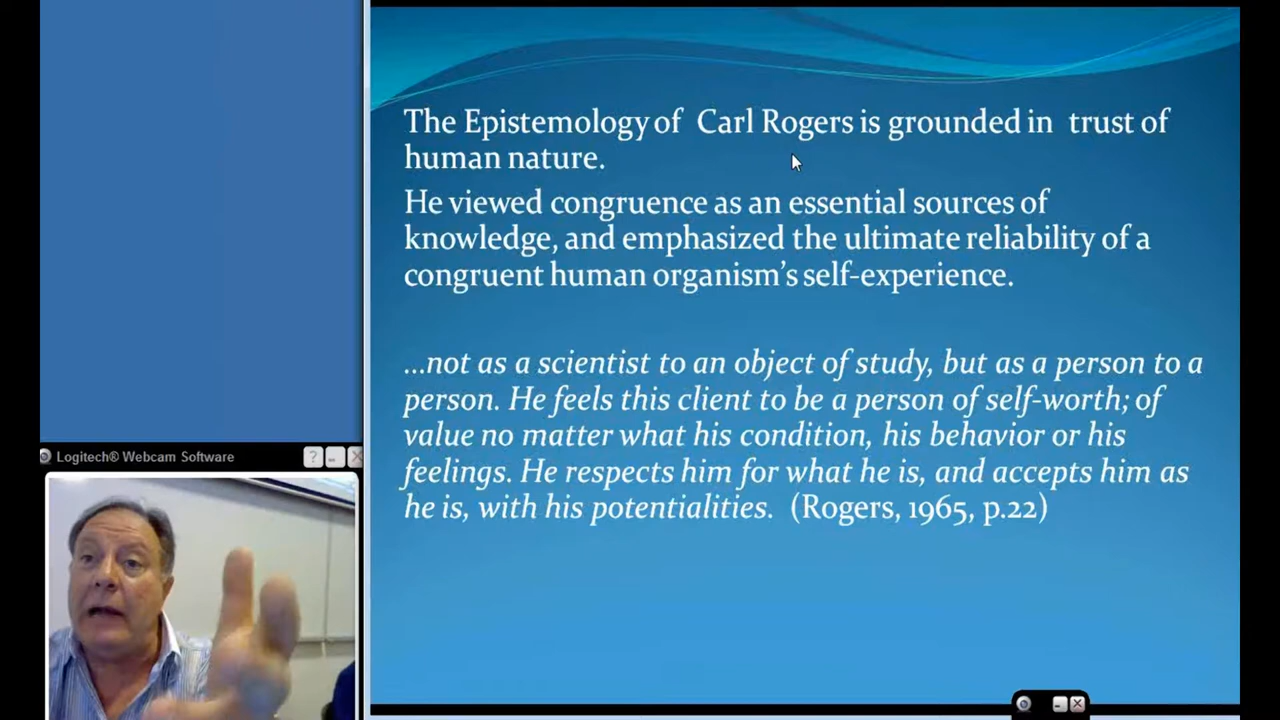 The Epistemology of Carl Rogers is grounded in trust of
human nature.
He viewed congruence as an essential sources of
knowledge, and emphasized the ultimate reliability of a
congruent human organism's self-experience.
...not as a scientist to an object of study, but as a person to a
person. He feels this client to be a person of self-worth; of
value no matter what his condition, his behavior or his
feelings. He respects him for what he is, and accepts him as
he is, with his potentialities. (Rogers, 1965, p.22)
Logitech® Webcam Software